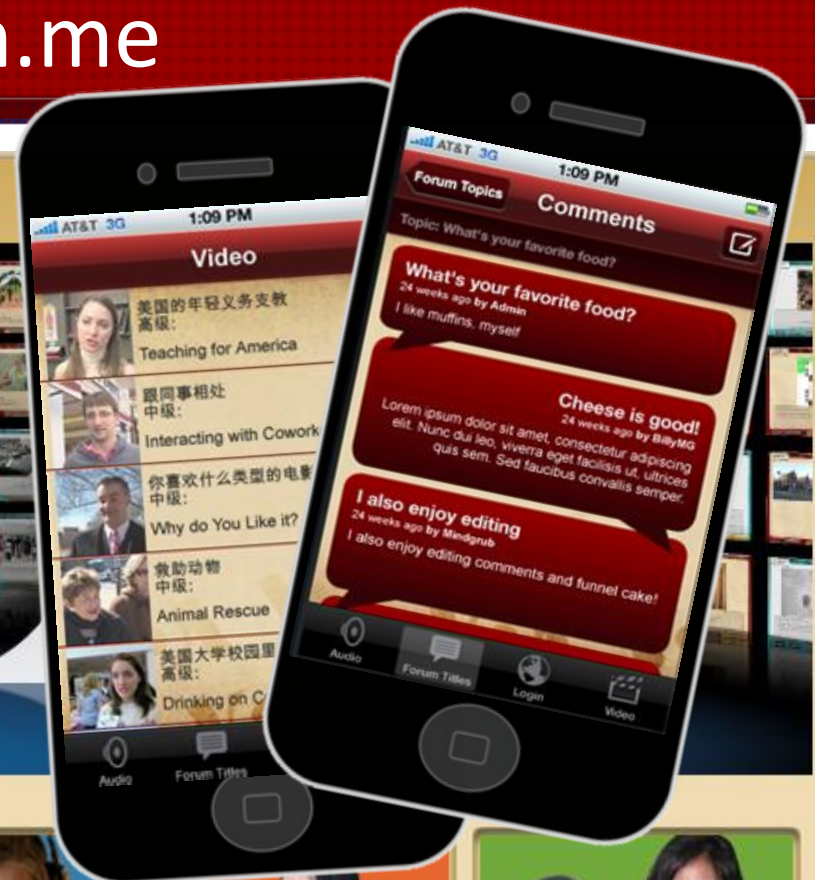 n.me
AT&T 3G 1:09 PM
Video
美国的年轻义务支教
高级:
Teaching for America
跟同事相处
中级:
Interacting with Cowork
你喜欢什么类型的电影
中级:
Why do You Like it?
救助动物
中级:
Animal Rescue
美国大学校园里
高级:
Drinking on C
Audio Forum Titles
AT&T 3G 1:09 PM
Forum Topics Comments
Topic: What's your favorite food?
What's your favorite food?
24 weeks ago by Admin
I like muffins, myself
Cheese is good!
24 weeks ago by BillyMG
Lorem ipsum dolor sit amet, consectetur adipiscing
elit. Nunc dui leo, viverra eget facilisis ut, ultrices
quis sem. Sed faucibus convallis semper.
I also enjoy editing
24 weeks ago by Mindgrub
I also enjoy editing comments and funnel cake!
Audio Forum Titles Login Video